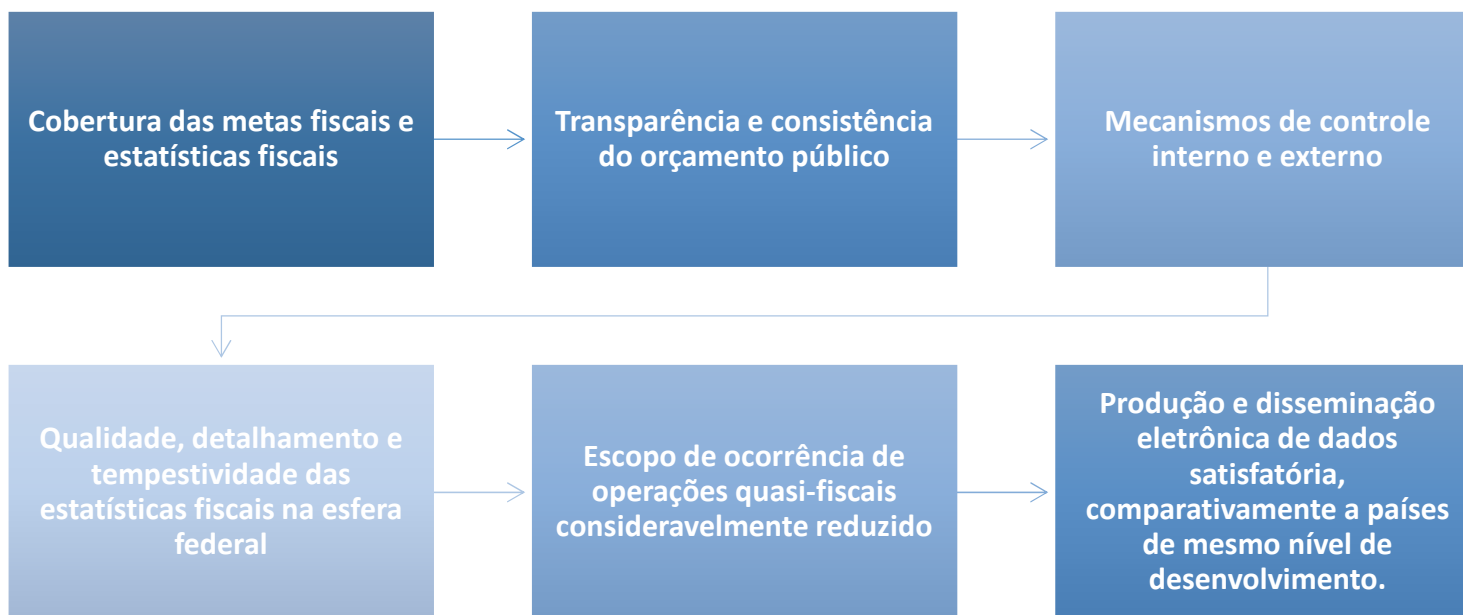 Cobertura das metas fiscais e
estatísticas fiscais
Transparência e consistência
do orçamento público
Mecanismos de controle
interno e externo
Qualidade, detalhamento e
tempestividade das
estatísticas fiscais na esfera
federal
Escopo de ocorrência de
operações quasi-fiscais
consideravelmente reduzido
Produção e disseminação
eletrônica de dados
satisfatória,
comparativamente a países
de mesmo nível de
desenvolvimento.